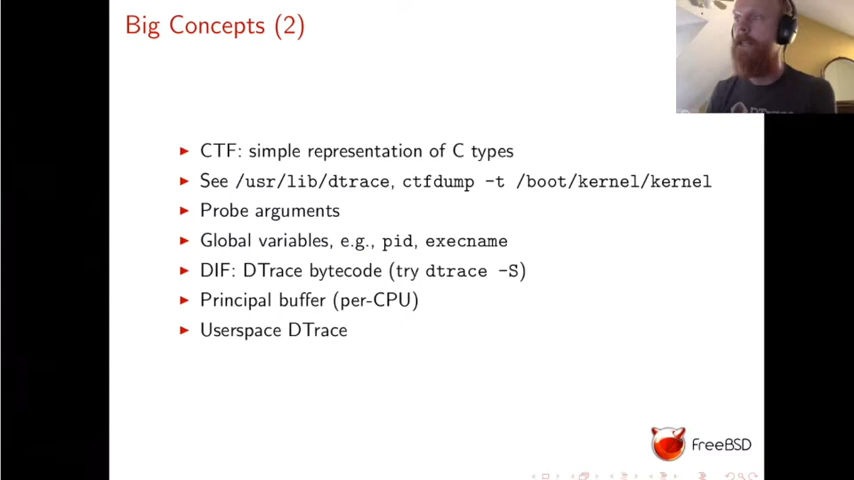 Big Concepts (2)
CTF: simple representation of C types
See /usr/lib/dtrace, ctfdump -t /boot/kernel/kernel
Probe arguments
Global variables, e.g., pid, execname
DIF: DTrace bytecode (try dtrace -S)
Principal buffer (per-CPU)
Userspace DTrace
FreeBSD